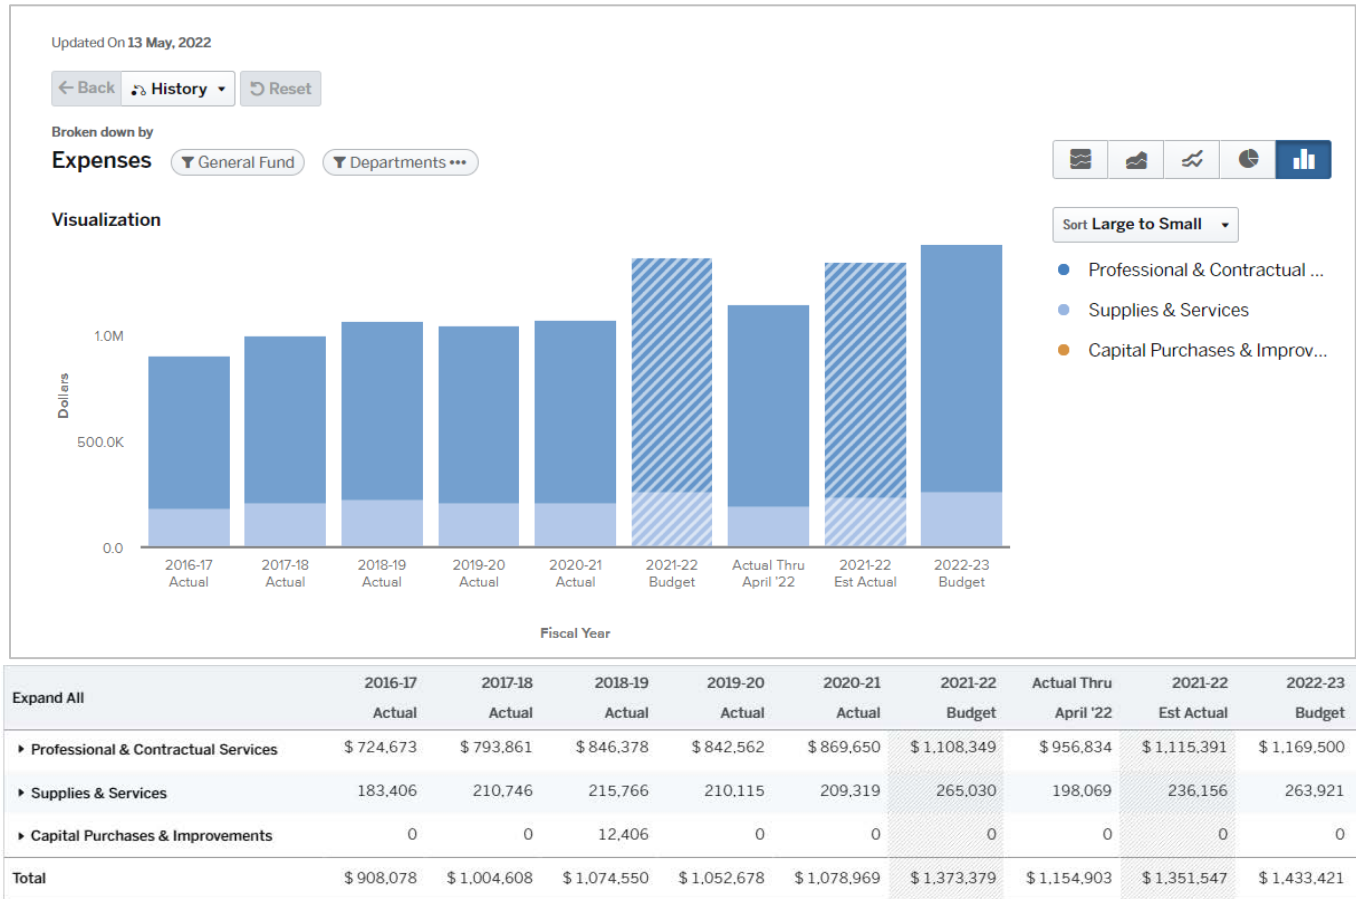 Updated On 13 May, 2022
Back History Reset
Broken down by
Expenses General Fund Departments •••
Visualization
Sort Large to Small
Professional & Contractual ...
Supplies & Services
Capital Purchases & Improv...
1.0M
500.0K
0.0
Dollars
2016-17 2017-18 2018-19 2019-20 2020-21 2021-22 Actual Thru 2021-22 2022-23
Actual Actual Actual Actual Actual Budget April '22 Est Actual Budget
Fiscal Year
Expand All
2016-17 2017-18 2018-19 2019-20 2020-21 2021-22 Actual Thru 2021-22 2022-23
Actual Actual Actual Actual Actual Budget April '22 Est Actual Budget
Professional & Contractual Services $ 724,673 $ 793,861 $ 846,378 $ 842,562 $ 869,650 $ 1,108,349 $ 956,834 $ 1,115,391 $ 1,169,500
Supplies & Services 183,406 210,746 215,766 210,115 209,319 265,030 198,069 236,156 263,921
Capital Purchases & Improvements 0 0 12,406 0 0 0 0 0 0
Total $ 908,078 $ 1,004,608 $ 1,074,550 $ 1,052,678 $ 1,078,969 $ 1,373,379 $ 1,154,903 $ 1,351,547 $ 1,433,421